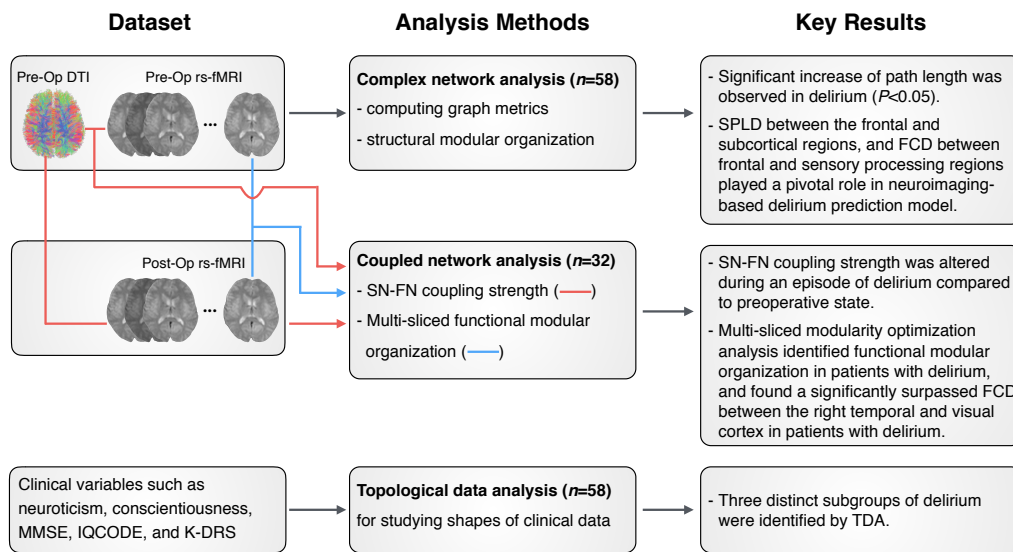 Dataset
Analysis Methods
Key Results
Pre-Op DTI
Pre-Op rs-fMRI
...
Complex network analysis (n=58)
- computing graph metrics
- structural modular organization
- Significant increase of path length was
observed in delirium (P<0.05).
- SPLD between the frontal and
subcortical regions, and FCD between
frontal and sensory processing regions
played a pivotal role in neuroimaging-
based delirium prediction model.
Post-Op rs-fMRI
...
Coupled network analysis (n=32)
- SN-FN coupling strength (——)
- Multi-sliced functional modular
organization (——)
- SN-FN coupling strength was altered
during an episode of delirium compared
to preoperative state.
- Multi-sliced modularity optimization
analysis identified functional modular
organization in patients with delirium,
and found a significantly surpassed FCD
between the right temporal and visual
cortex in patients with delirium.
Clinical variables such as
neuroticism, conscientiousness,
MMSE, IQCODE, and K-DRS
Topological data analysis (n=58)
for studying shapes of clinical data
- Three distinct subgroups of delirium
were identified by TDA.